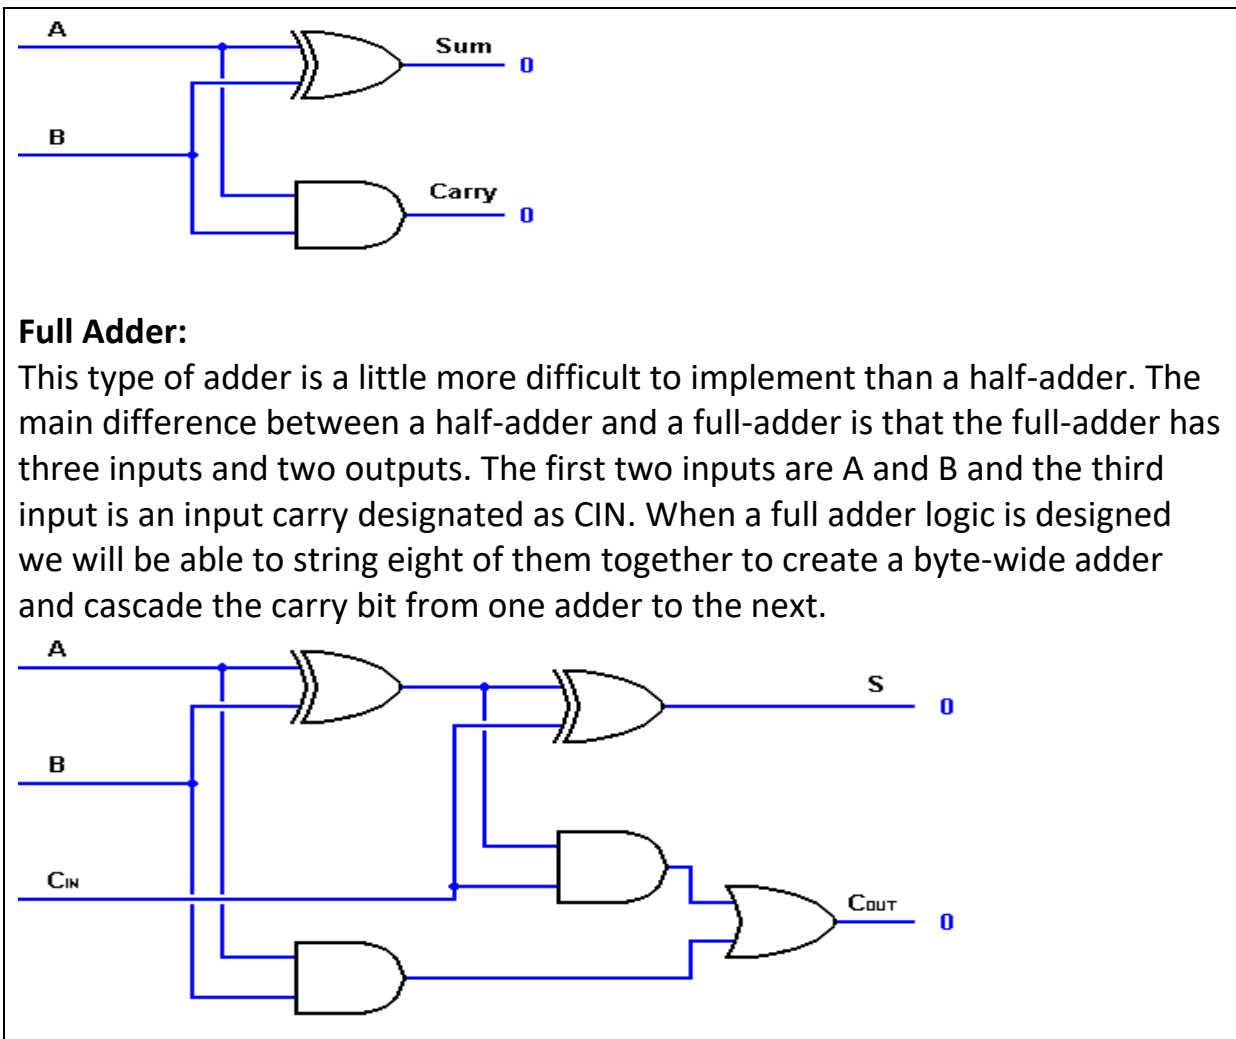 A
Sum
0
B
Carry
0
Full Adder:
This type of adder is a little more difficult to implement than a half-adder. The
main difference between a half-adder and a full-adder is that the full-adder has
three inputs and two outputs. The first two inputs are A and B and the third
input is an input carry designated as CIN. When a full adder logic is designed
we will be able to string eight of them together to create a byte-wide adder
and cascade the carry bit from one adder to the next.
A
S
0
B
CIN
COUT
0